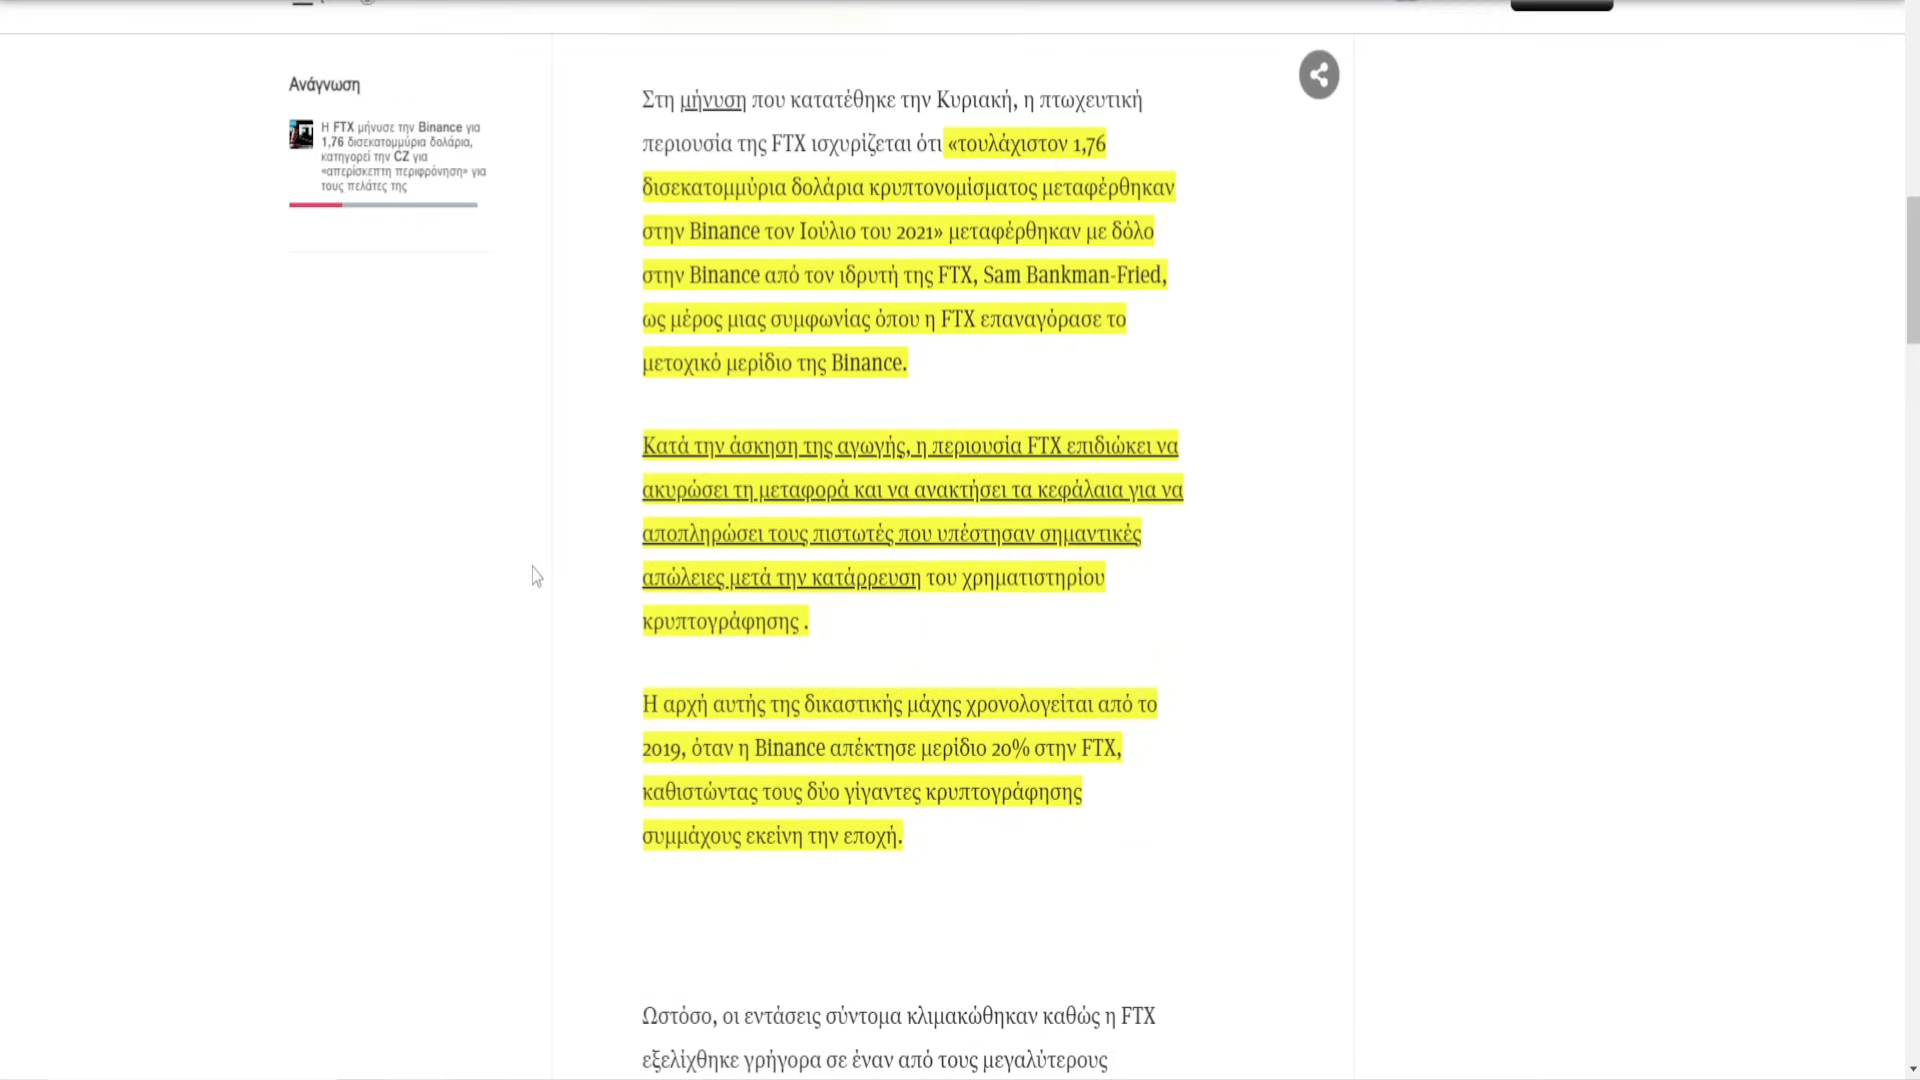 Ανάγνωση
Η FTX μήνυσε την Binance για
1,76 δισεκατομμύρια δολάρια,
κατηγορεί την CZ για
«απερίσκεπτη περιφρόνηση» για
τους πελάτες της
Στη μήνυση που κατατέθηκε την Κυριακή, η πτωχευτική
περιουσία της FTX ισχυρίζεται ότι «τουλάχιστον 1,76
δισεκατομμύρια δολάρια κρυπτονομίσματος μεταφέρθηκαν
στην Binance τον Ιούλιο του 2021» μεταφέρθηκαν με δόλο
στην Binance από τον ιδρυτή της FTX, Sam Bankman-Fried,
ως μέρος μιας συμφωνίας όπου η FTX επαναγόρασε το
μετοχικό μερίδιο της Binance.
Κατά την άσκηση της αγωγής, η περιουσία FTX επιδιώκει να
ακυρώσει τη μεταφορά και να ανακτήσει τα κεφάλαια για να
αποπληρώσει τους πιστωτές που υπέστησαν σημαντικές
απώλειες μετά την κατάρρευση του χρηματιστηρίου
κρυπτογράφησης .
Η αρχή αυτής της δικαστικής μάχης χρονολογείται από το
2019, όταν η Binance απέκτησε μερίδιο 20% στην FTX,
καθιστώντας τους δύο γίγαντες κρυπτογράφησης
συμμάχους εκείνη την εποχή.
Ωστόσο, οι εντάσεις σύντομα κλιμακώθηκαν καθώς η FTX
εξελίχθηκε γρήγορα σε έναν από τους μεγαλύτερους